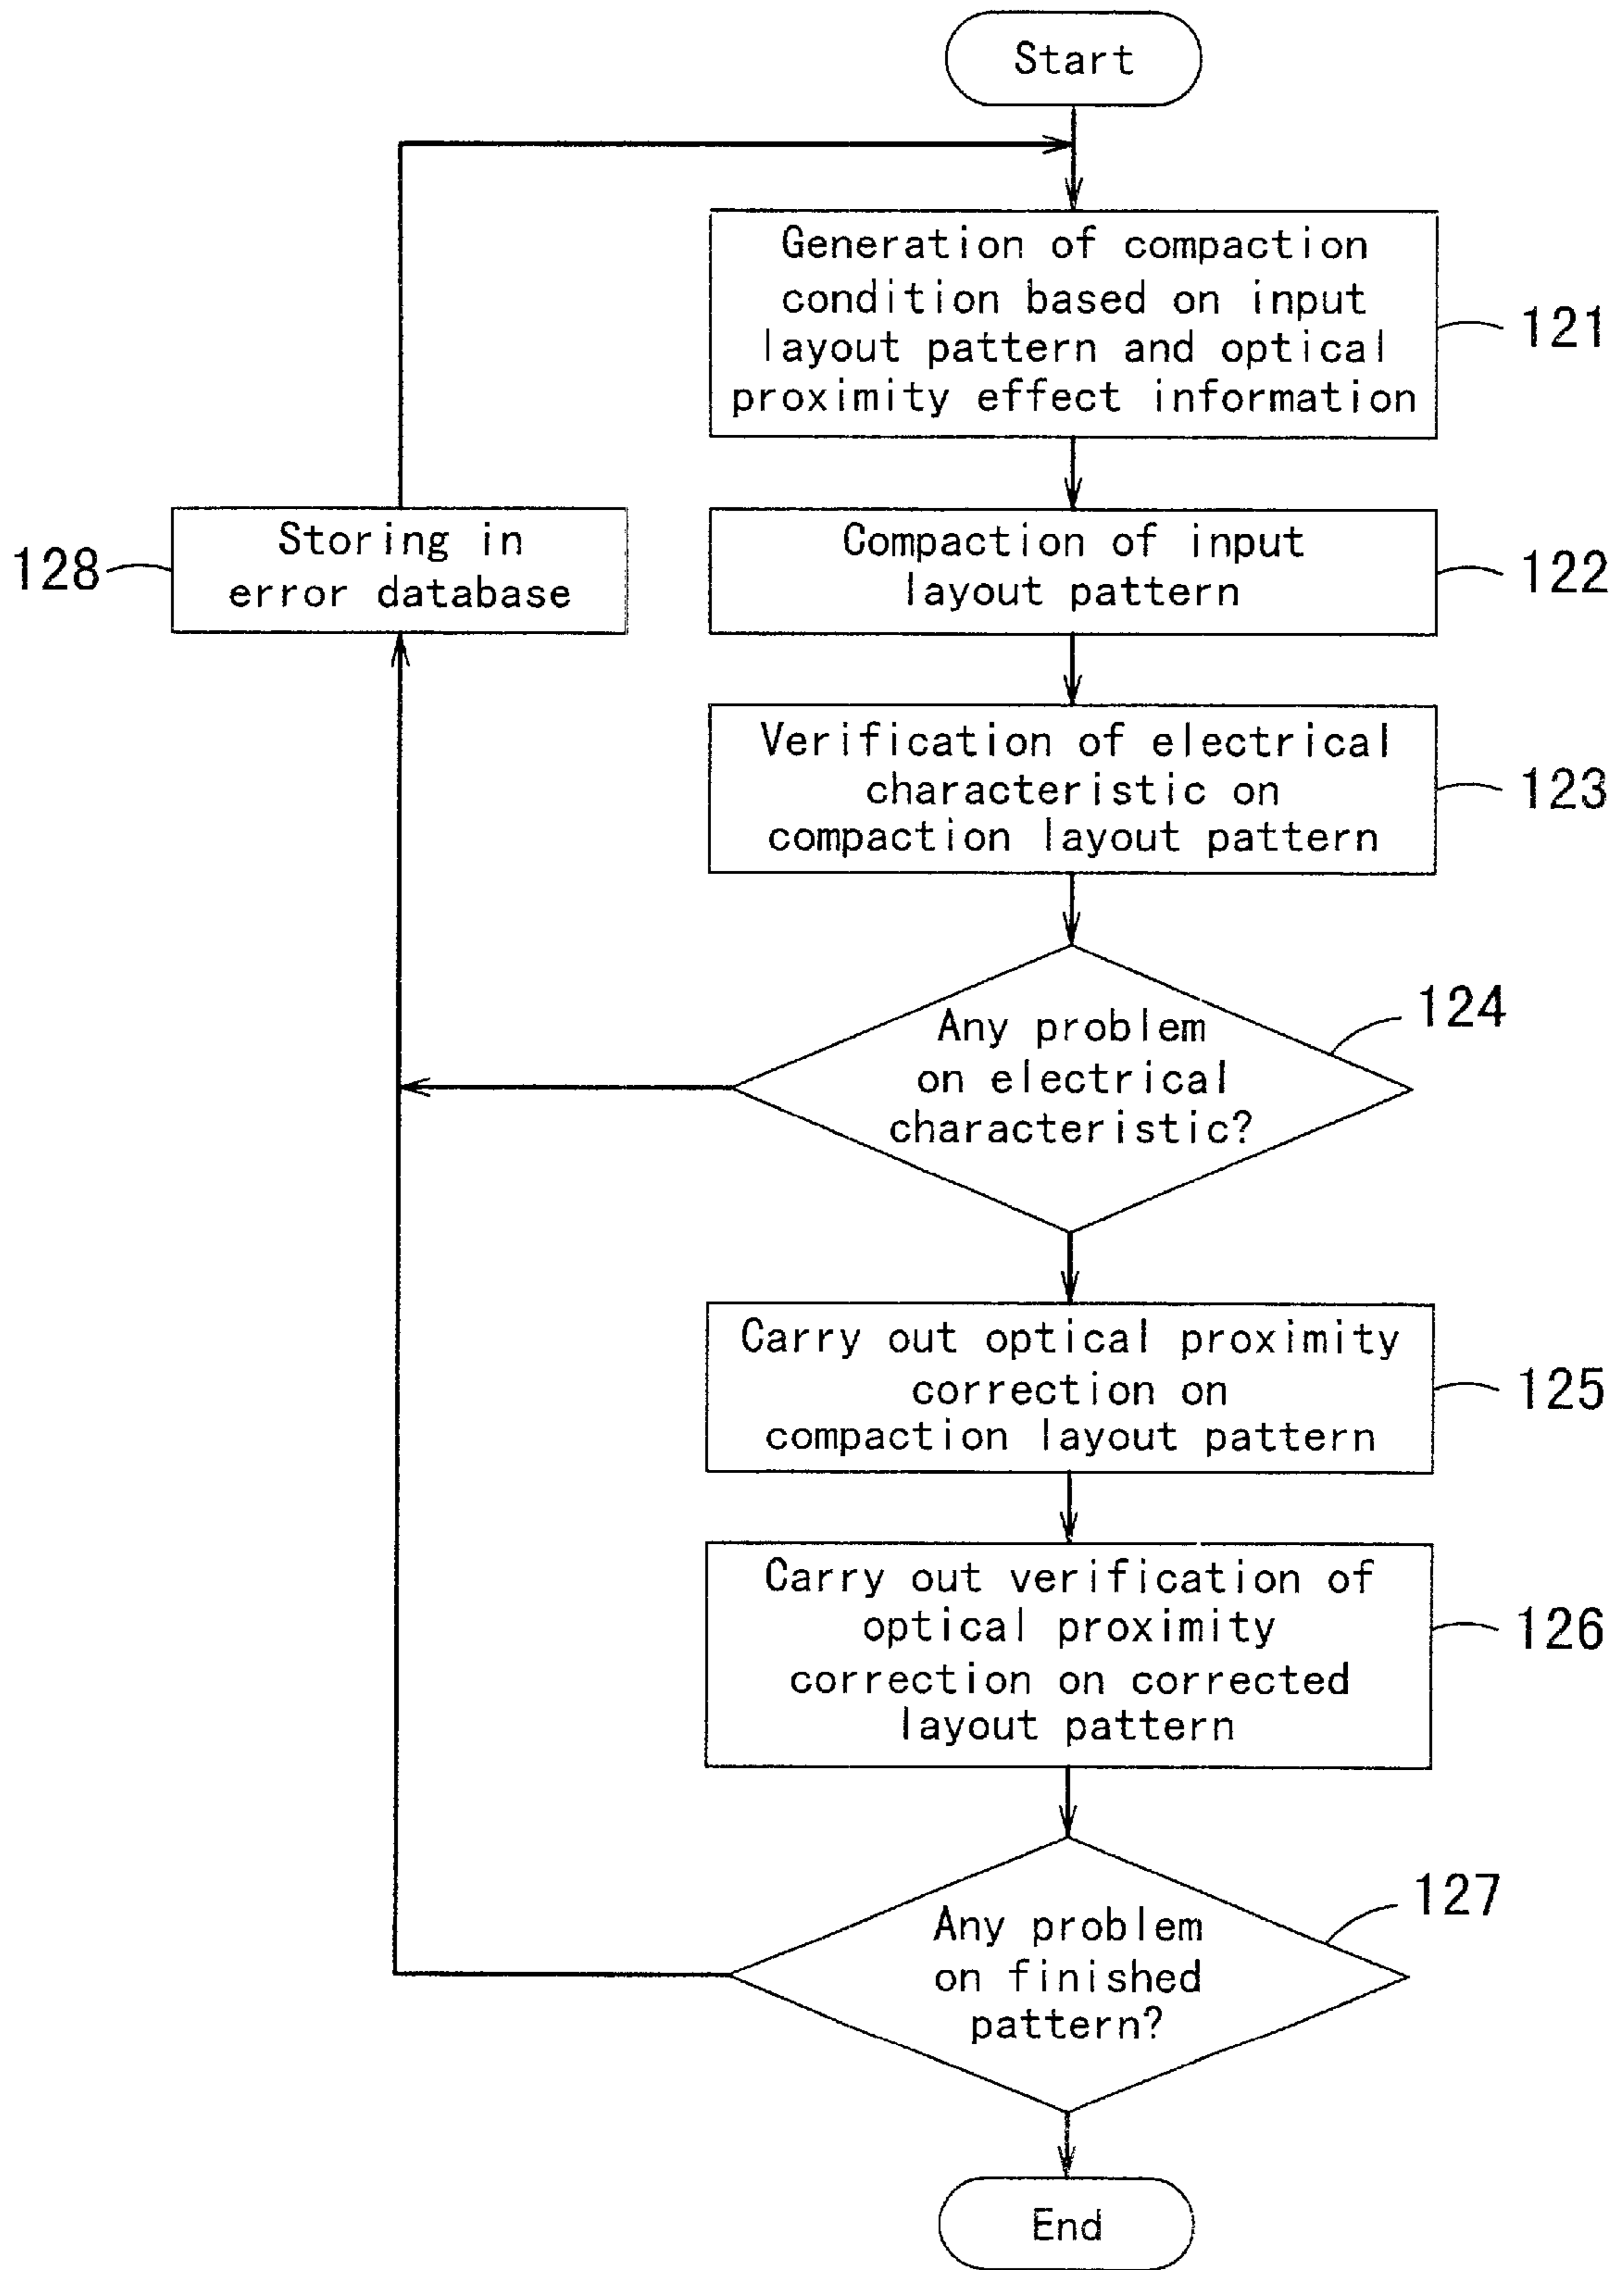 Start
Generation of compaction
condition based on input
layout pattern and optical
proximity effect information
121
Storing in
error database
128
Compaction of input
layout pattern
122
Verification of electrical
characteristic on
compaction layout pattern
123
Any problem
on electrical
characteristic?
124
Carry out optical proximity
correction on
compaction layout pattern
125
Carry out verification of
optical proximity
correction on corrected
layout pattern
126
Any problem
on finished
pattern?
127
End